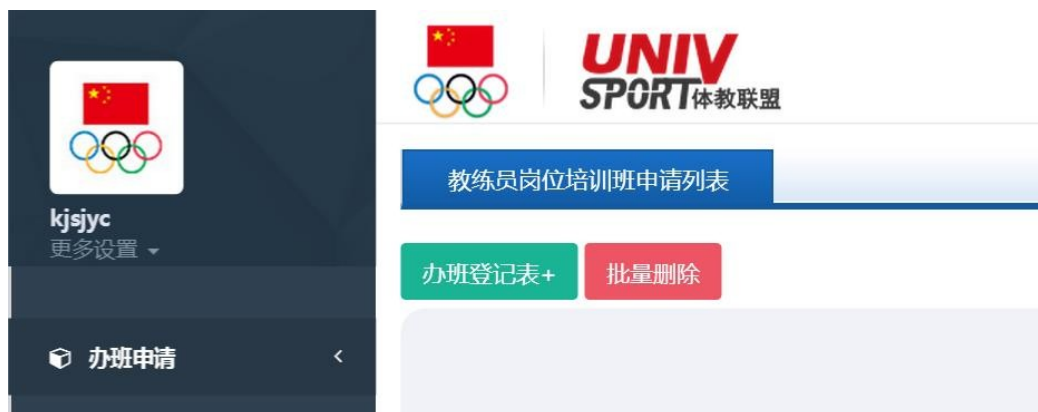 kjsjyc
更多设置
办班申请
UNIV
SPORT体教联盟
教练员岗位培训班申请列表
办班登记表+
批量删除